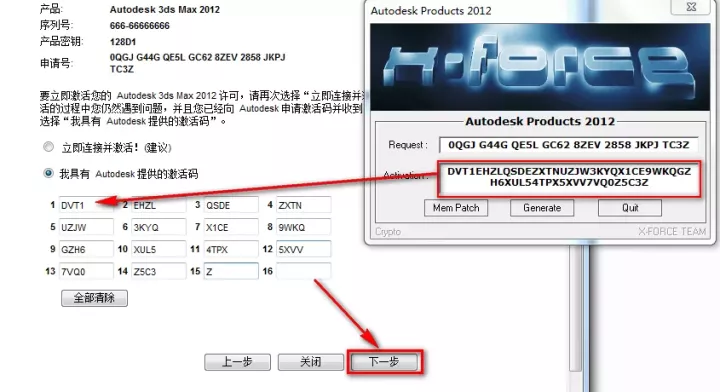 产品: Autodesk 3ds Max 2012
序列号: 666-66666666
产品密钥: 128D1
申请号: 0QGJ G44G QE5L GC62 8ZEV 2858 JKPJ
TC3Z
要立即激活您的 Autodesk 3ds Max 2012 许可，请再次选择“立即连接并激
活的过程中您仍然遇到问题，并且您已经向 Autodesk 申请激活码并收到
选择“我具有 Autodesk 提供的激活码”。
立即连接并激活！(建议)
我具有 Autodesk 提供的激活码
1 DVT1 2 EHZL 3 QSDE 4 ZXTN
5 UZJW 6 3KYQ 7 X1CE 8 9WKQ
9 GZH6 10 XUL5 11 4TPX 12 5XVV
13 7VQ0 14 Z5C3 15 Z 16
全部清除
上一步 关闭 下一步
Autodesk Products 2012
X-FORCE
Autodesk Products 2012
Request : 0QGJ G44G QE5L GC62 8ZEV 2858 JKPJ TC3Z
Activation : DVT1EHZLQSDEZXTNUZJW3KYQX1CE9WKQGZ
H6XUL54TPX5XVV7VQ0Z5C3Z
Mem Patch Generate Quit
Crypto X-FORCE TEAM